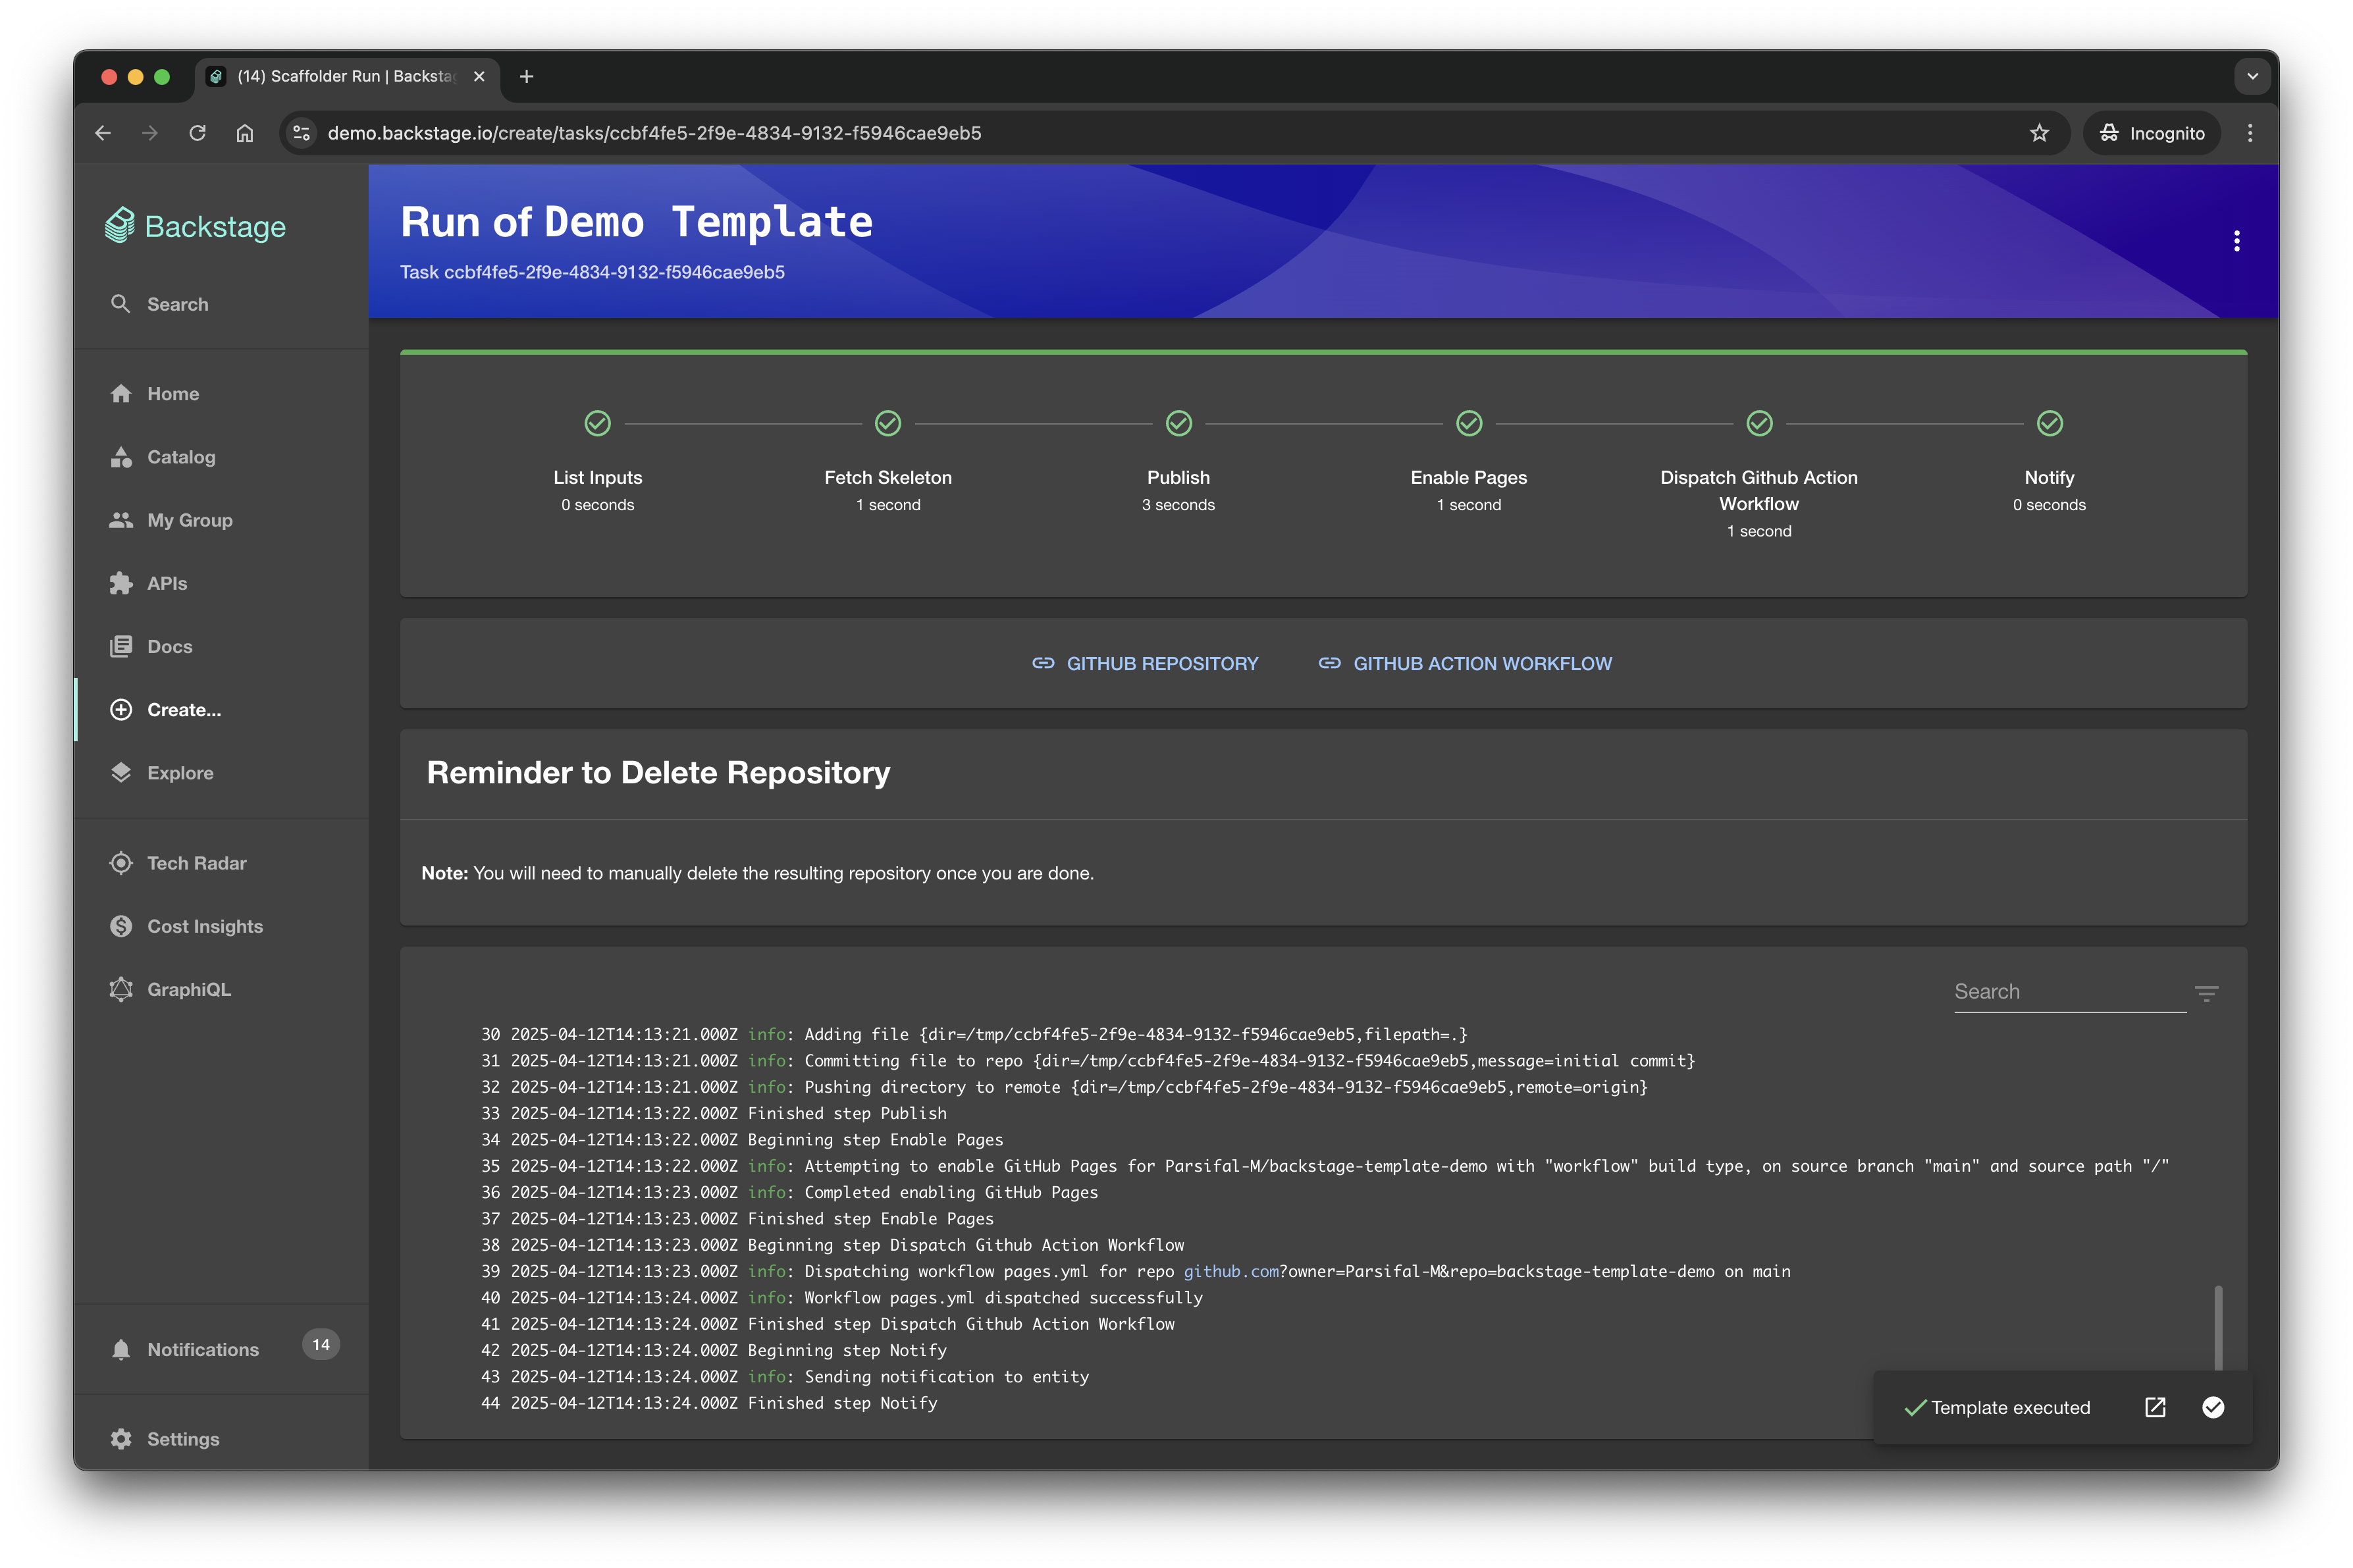 (14) Scaffolder Run | Backsta
demo.backstage.io/create/tasks/ccbf4fe5-2f9e-4834-9132-f5946cae9eb5
Incognito
Backstage
Search
Home
Catalog
My Group
APIs
Docs
Create...
Explore
Tech Radar
Cost Insights
GraphiQL
Notifications 14
Settings
Run of Demo Template
Task ccbf4fe5-2f9e-4834-9132-f5946cae9eb5
List Inputs
0 seconds
Fetch Skeleton
1 second
Publish
3 seconds
Enable Pages
1 second
Dispatch Github Action
Workflow
1 second
Notify
0 seconds
GITHUB REPOSITORY
GITHUB ACTION WORKFLOW
Reminder to Delete Repository
Note: You will need to manually delete the resulting repository once you are done.
Search
30 2025-04-12T14:13:21.000Z info: Adding file {dir=/tmp/ccbf4fe5-2f9e-4834-9132-f5946cae9eb5,filepath=.}
31 2025-04-12T14:13:21.000Z info: Committing file to repo {dir=/tmp/ccbf4fe5-2f9e-4834-9132-f5946cae9eb5,message=initial commit}
32 2025-04-12T14:13:21.000Z info: Pushing directory to remote {dir=/tmp/ccbf4fe5-2f9e-4834-9132-f5946cae9eb5,remote=origin}
33 2025-04-12T14:13:22.000Z Finished step Publish
34 2025-04-12T14:13:22.000Z Beginning step Enable Pages
35 2025-04-12T14:13:22.000Z info: Attempting to enable GitHub Pages for Parsifal-M/backstage-template-demo with "workflow" build type, on source branch "main" and source path "/"
36 2025-04-12T14:13:23.000Z info: Completed enabling GitHub Pages
37 2025-04-12T14:13:23.000Z Finished step Enable Pages
38 2025-04-12T14:13:23.000Z Beginning step Dispatch Github Action Workflow
39 2025-04-12T14:13:23.000Z info: Dispatching workflow pages.yml for repo github.com?owner=Parsifal-M&repo=backstage-template-demo on main
40 2025-04-12T14:13:24.000Z info: Workflow pages.yml dispatched successfully
41 2025-04-12T14:13:24.000Z Finished step Dispatch Github Action Workflow
42 2025-04-12T14:13:24.000Z Beginning step Notify
43 2025-04-12T14:13:24.000Z info: Sending notification to entity
44 2025-04-12T14:13:24.000Z Finished step Notify
Template executed